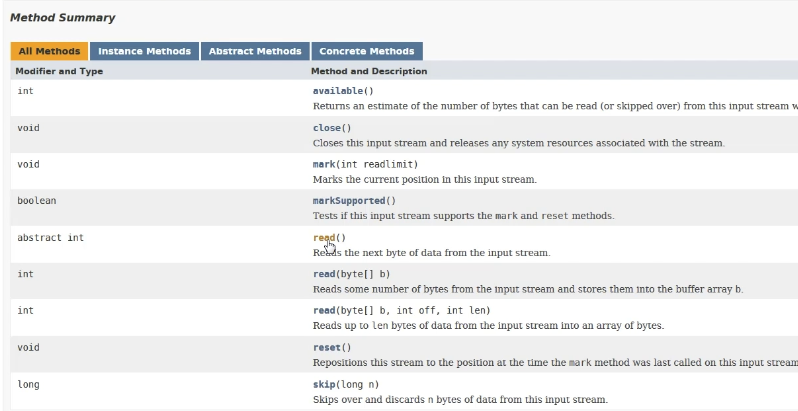 Method Summary
All Methods Instance Methods Abstract Methods Concrete Methods
Modifier and Type Method and Description
int available()
Returns an estimate of the number of bytes that can be read (or skipped over) from this input stream
void close()
Closes this input stream and releases any system resources associated with the stream.
void mark(int readlimit)
Marks the current position in this input stream.
boolean markSupported()
Tests if this input stream supports the mark and reset methods.
abstract int read()
Reads the next byte of data from the input stream.
int read(byte[] b)
Reads some number of bytes from the input stream and stores them into the buffer array b.
int read(byte[] b, int off, int len)
Reads up to len bytes of data from the input stream into an array of bytes.
void reset()
Repositions this stream to the position at the time the mark method was last called on this input stream
long skip(long n)
Skips over and discards n bytes of data from this input stream.